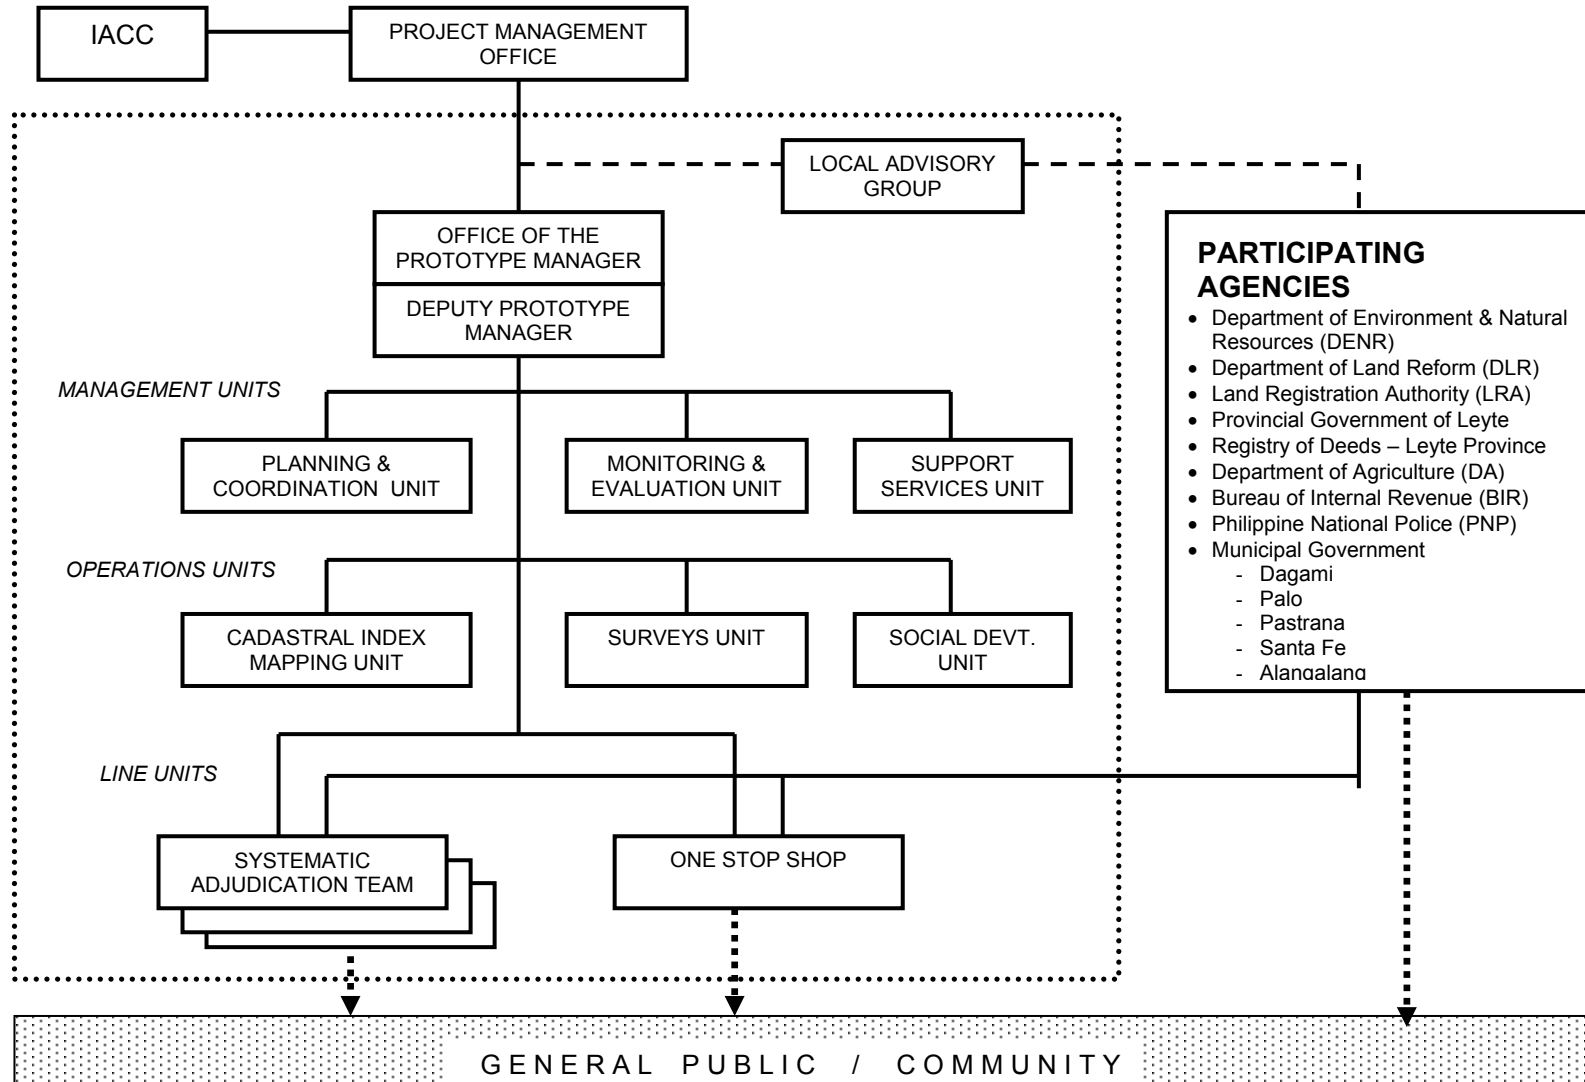 IACC
PROJECT MANAGEMENT
OFFICE
LOCAL ADVISORY
GROUP
OFFICE OF THE
PROTOTYPE MANAGER
DEPUTY PROTOTYPE
MANAGER
PARTICIPATING
AGENCIES
• Department of Environment & Natural
Resources (DENR)
• Department of Land Reform (DLR)
• Land Registration Authority (LRA)
• Provincial Government of Leyte
• Registry of Deeds – Leyte Province
• Department of Agriculture (DA)
• Bureau of Internal Revenue (BIR)
• Philippine National Police (PNP)
• Municipal Government
- Dagami
- Palo
- Pastrana
- Santa Fe
- Alangalang
MANAGEMENT UNITS
PLANNING &
COORDINATION UNIT
MONITORING &
EVALUATION UNIT
SUPPORT
SERVICES UNIT
OPERATIONS UNITS
CADASTRAL INDEX
MAPPING UNIT
SURVEYS UNIT
SOCIAL DEVT.
UNIT
LINE UNITS
SYSTEMATIC
ADJUDICATION TEAM
ONE STOP SHOP
GENERAL PUBLIC / COMMUNITY